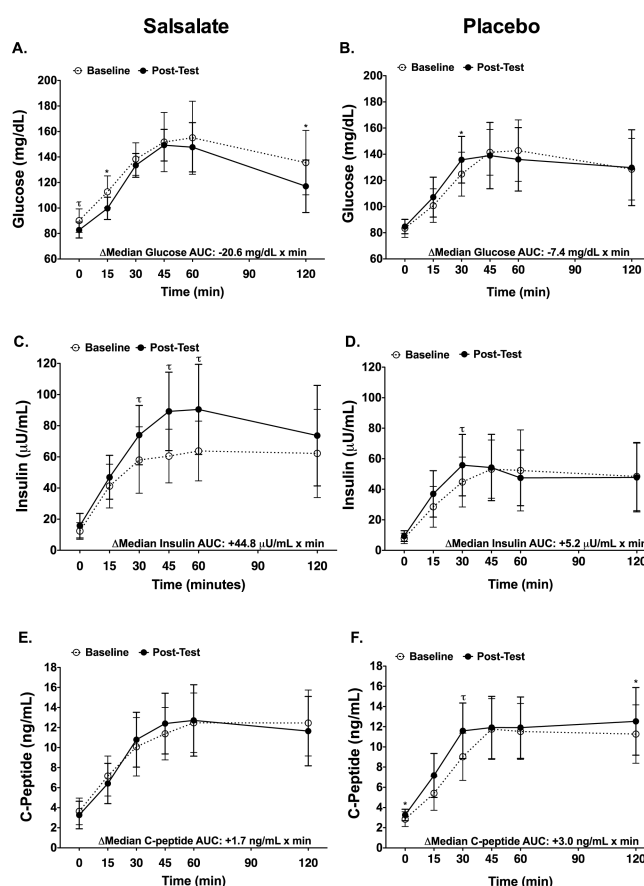 Salsalate
Placebo
A.
Baseline Post-Test
Glucose (mg/dL)
200
180
160
140
120
100
80
60
τ
*
*
ΔMedian Glucose AUC: -20.6 mg/dL x min
0 15 30 45 60 90 120
Time (min)
B.
Baseline Post-Test
Glucose (mg/dL)
200
180
160
140
120
100
80
60
*
ΔMedian Glucose AUC: -7.4 mg/dL x min
0 15 30 45 60 90 120
Time (min)
C.
Baseline Post-Test
Insulin (μU/mL)
120
100
80
60
40
20
0
τ
τ
τ
ΔMedian Insulin AUC: +44.8 μU/mL x min
0 15 30 45 60 90 120
Time (minutes)
D.
Baseline Post-Test
Insulin (μU/mL)
120
100
80
60
40
20
0
τ
ΔMedian Insulin AUC: +5.2 μU/mL x min
0 15 30 45 60 90 120
Time (min)
E.
Baseline Post-Test
C-Peptide (ng/mL)
18
16
14
12
10
8
6
4
2
0
ΔMedian C-peptide AUC: +1.7 ng/mL x min
0 15 30 45 60 90 120
Time (min)
F.
Baseline Post-Test
C-Peptide (ng/mL)
18
16
14
12
10
8
6
4
2
0
*
τ
*
ΔMedian C-peptide AUC: +3.0 ng/mL x min
0 15 30 45 60 90 120
Time (min)